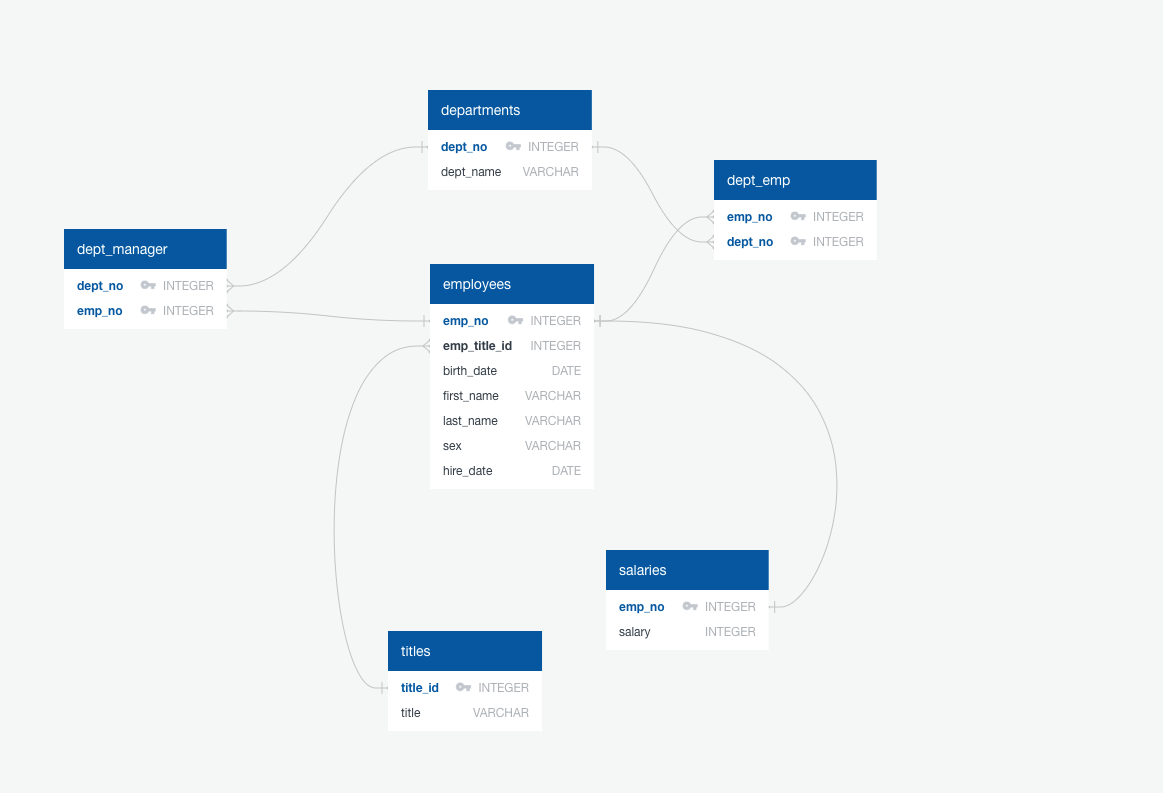 departments
dept_no INTEGER
dept_name VARCHAR
dept_emp
emp_no INTEGER
dept_no INTEGER
dept_manager
dept_no INTEGER
emp_no INTEGER
employees
emp_no INTEGER
emp_title_id INTEGER
birth_date DATE
first_name VARCHAR
last_name VARCHAR
sex VARCHAR
hire_date DATE
salaries
emp_no INTEGER
salary INTEGER
titles
title_id INTEGER
title VARCHAR